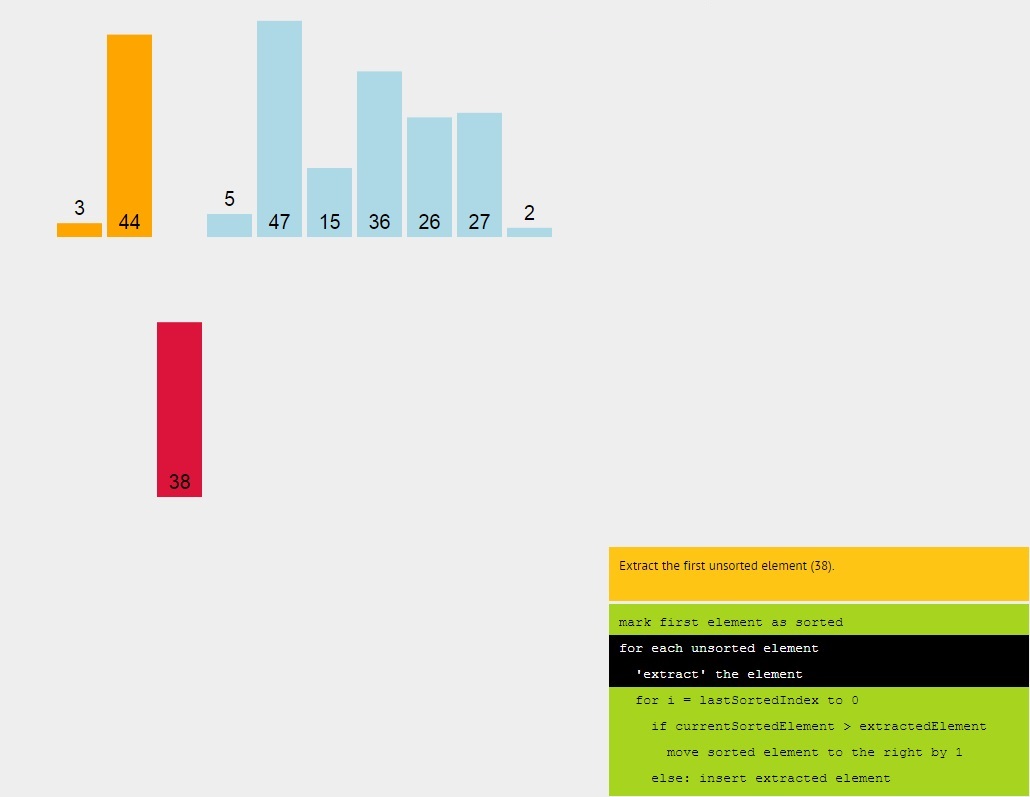 3 44 5 47 15 36 26 27 2
38
Extract the first unsorted element (38).
mark first element as sorted
for each unsorted element
'extract' the element
for i = lastSortedIndex to 0
if currentSortedElement > extractedElement
move sorted element to the right by 1
else: insert extracted element